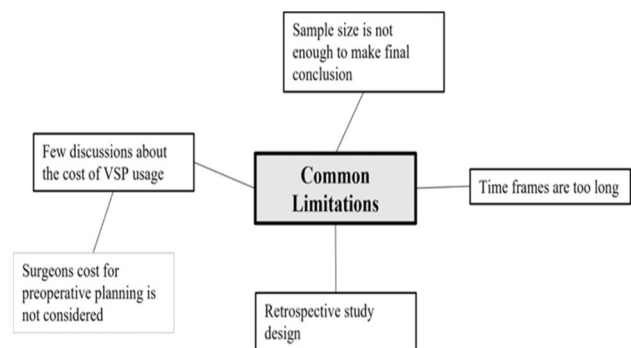 Sample size is not
enough to make final
conclusion
Few discussions about
the cost of VSP usage
Common
Limitations
Time frames are too long
Surgeons cost for
preoperative planning is
not considered
Retrospective study
design